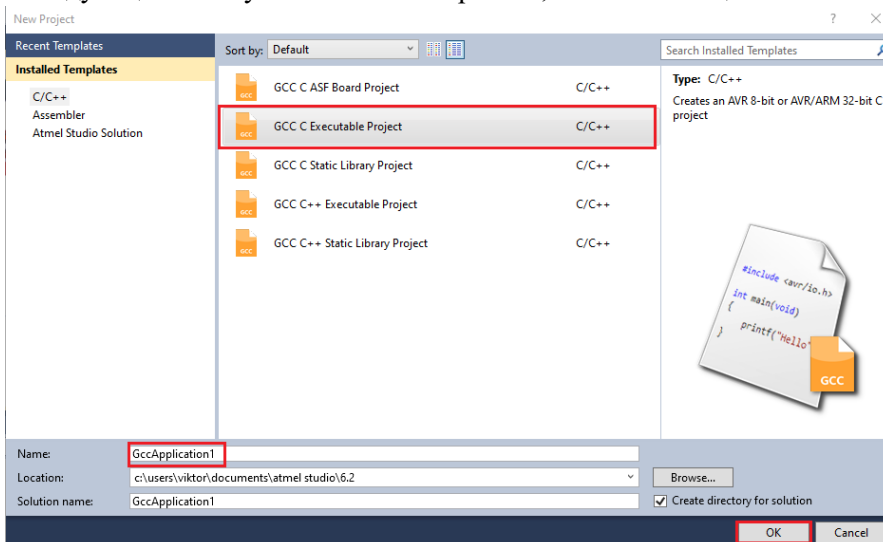 New Project ? ×
Recent Templates
Installed Templates
C/C++
Assembler
Atmel Studio Solution
Sort by: Default
Search Installed Templates
GCC C ASF Board Project C/C++
GCC C Executable Project C/C++
GCC C Static Library Project C/C++
GCC C++ Executable Project C/C++
GCC C++ Static Library Project C/C++
Type: C/C++
Creates an AVR 8-bit or AVR/ARM 32-bit C
project
#include <avr/io.h>
int main(void)
{
printf("Hello"
}
GCC
Name: GccApplication1
Location: c:\users\viktor\documents\atmel studio\6.2
Browse...
Solution name: GccApplication1
Create directory for solution
OK Cancel